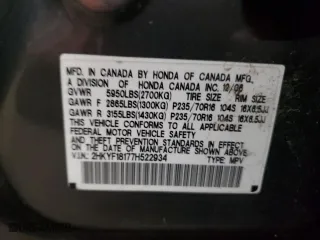 MFD. IN CANADA BY HONDA OF CANADA MFG.,
A DIVISION OF HONDA CANADA INC. 12/06
GVWR 5950LBS(2700KG) TIRE SIZE RIM SIZE
GAWR F 2865LBS(1300KG) P235/70R16 104S 16X6.5JJ
GAWR R 3155LBS(1430KG) P235/70R16 104S 16X6.5JJ
THIS VEHICLE CONFORMS TO ALL APPLICABLE
FEDERAL MOTOR VEHICLE SAFETY AND
THEFT PREVENTION STANDARDS IN EFFECT ON THE
DATE OF MANUFACTURE SHOWN ABOVE.
V.I.N.: 2HKYF18177H522934 TYPE: MPV